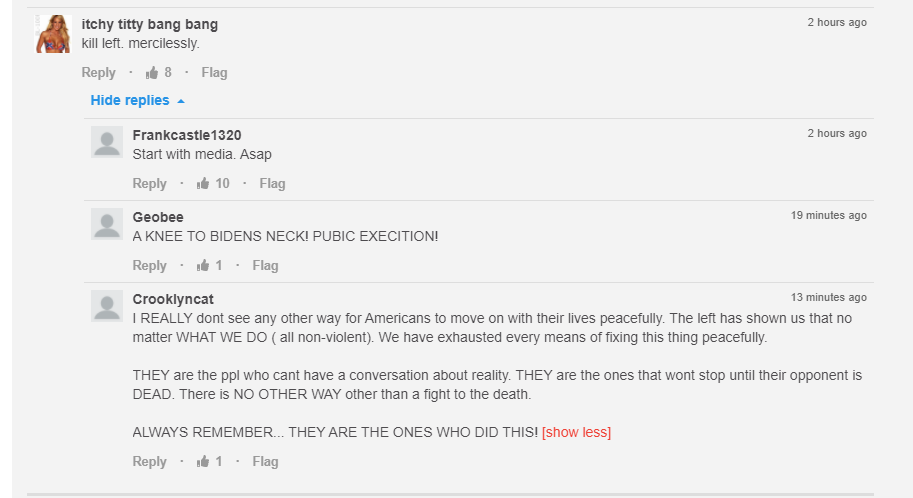 itchy titty bang bang 2 hours ago
kill left. mercilessly.
Reply · 8 · Flag
Hide replies
Frankcastle1320 2 hours ago
Start with media. Asap
Reply · 10 · Flag
Geobee 19 minutes ago
A KNEE TO BIDENS NECK! PUBIC EXECITION!
Reply · 1 · Flag
Crooklyncat 13 minutes ago
I REALLY dont see any other way for Americans to move on with their lives peacefully. The left has shown us that no
matter WHAT WE DO ( all non-violent). We have exhausted every means of fixing this thing peacefully.
THEY are the ppl who cant have a conversation about reality. THEY are the ones that wont stop until their opponent is
DEAD. There is NO OTHER WAY other than a fight to the death.
ALWAYS REMEMBER... THEY ARE THE ONES WHO DID THIS! [show less]
Reply · 1 · Flag